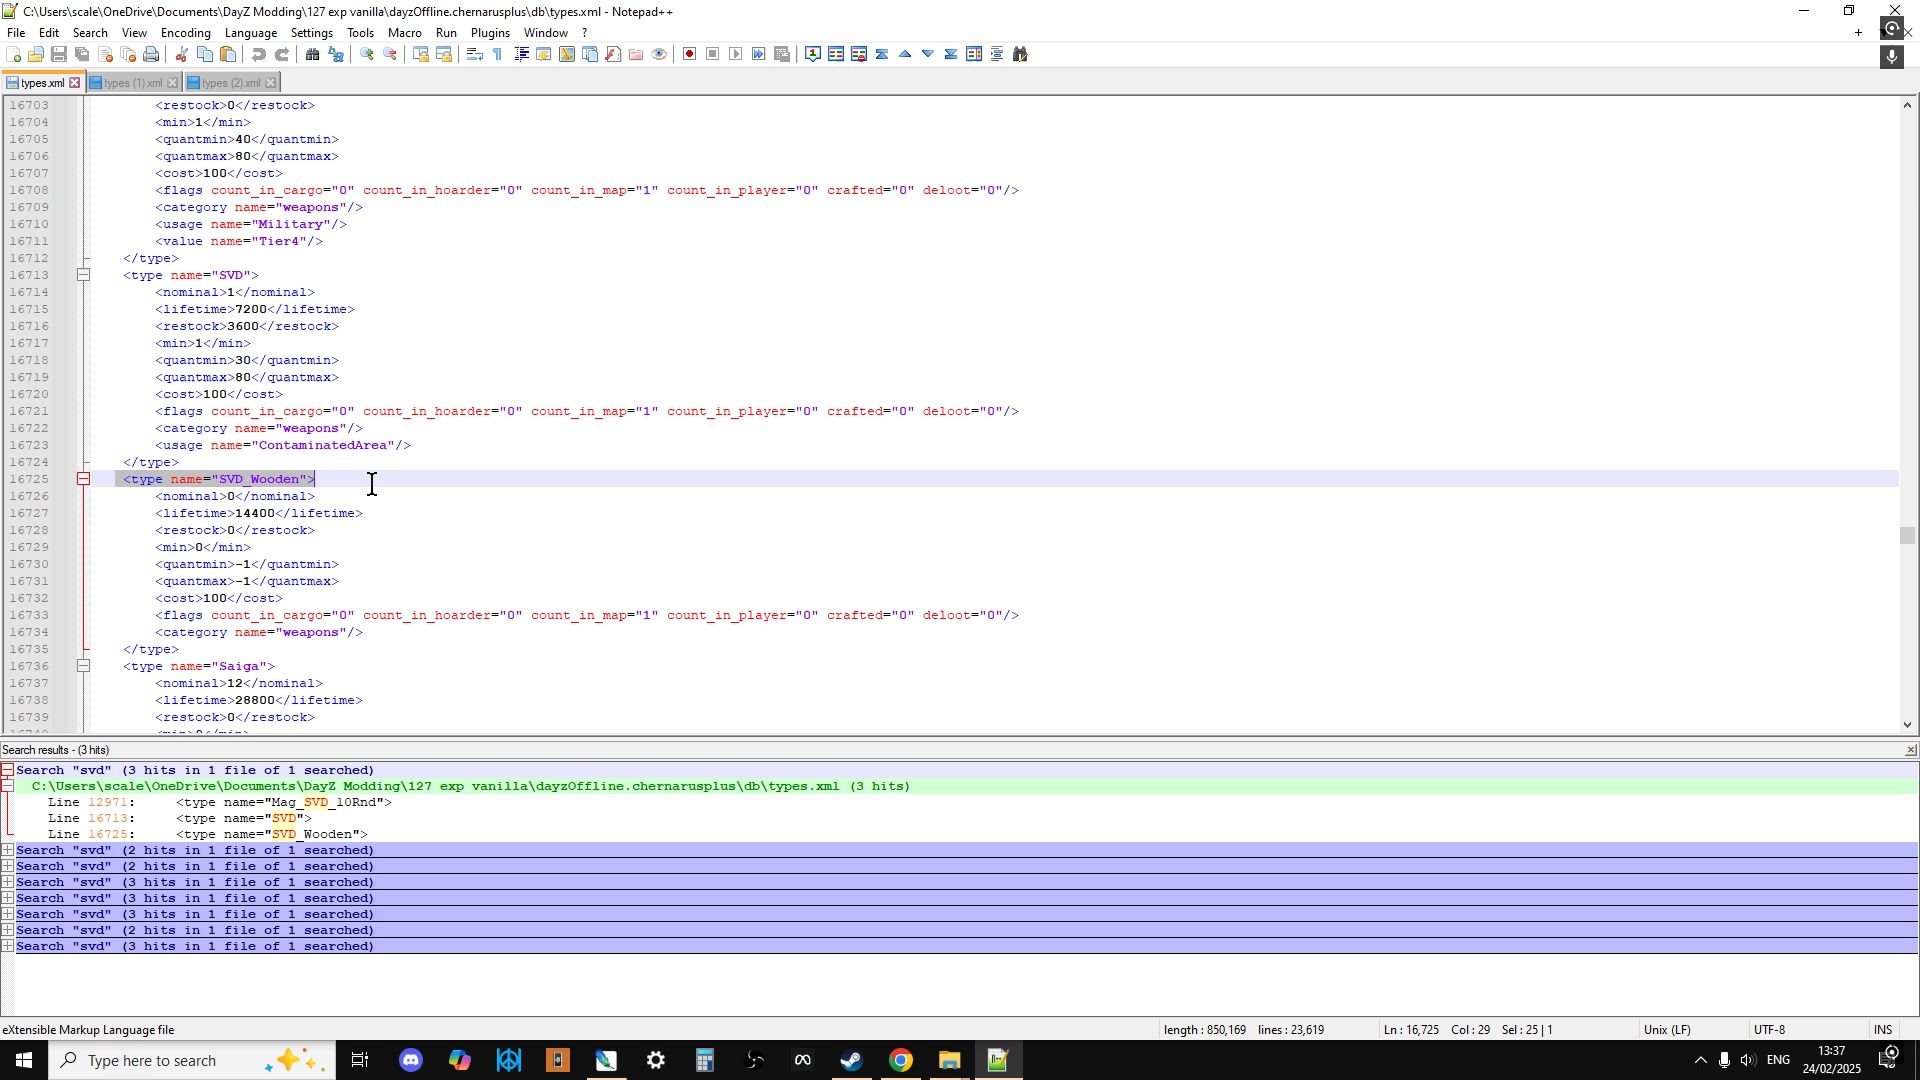 C:\Users\scale\OneDrive\Documents\DayZ Modding\127 exp vanilla\dayzOffline.chernarusplus\db\types.xml - Notepad++
File Edit Search View Encoding Language Settings Tools Macro Run Plugins Window ?
types.xml types (1).xml types (2).xml
16703 <restock>0</restock>
16704 <min>1</min>
16705 <quantmin>40</quantmin>
16706 <quantmax>80</quantmax>
16707 <cost>100</cost>
16708 <flags count_in_cargo="0" count_in_hoarder="0" count_in_map="1" count_in_player="0" crafted="0" deloot="0"/>
16709 <category name="weapons"/>
16710 <usage name="Military"/>
16711 <value name="Tier4"/>
16712 </type>
16713 <type name="SVD">
16714 <nominal>1</nominal>
16715 <lifetime>7200</lifetime>
16716 <restock>3600</restock>
16717 <min>1</min>
16718 <quantmin>30</quantmin>
16719 <quantmax>80</quantmax>
16720 <cost>100</cost>
16721 <flags count_in_cargo="0" count_in_hoarder="0" count_in_map="1" count_in_player="0" crafted="0" deloot="0"/>
16722 <category name="weapons"/>
16723 <usage name="ContaminatedArea"/>
16724 </type>
16725 <type name="SVD_Wooden">
16726 <nominal>0</nominal>
16727 <lifetime>14400</lifetime>
16728 <restock>0</restock>
16729 <min>0</min>
16730 <quantmin>-1</quantmin>
16731 <quantmax>-1</quantmax>
16732 <cost>100</cost>
16733 <flags count_in_cargo="0" count_in_hoarder="0" count_in_map="1" count_in_player="0" crafted="0" deloot="0"/>
16734 <category name="weapons"/>
16735 </type>
16736 <type name="Saiga">
16737 <nominal>12</nominal>
16738 <lifetime>28800</lifetime>
16739 <restock>0</restock>
Search results - (3 hits)
Search "svd" (3 hits in 1 file of 1 searched)
C:\Users\scale\OneDrive\Documents\DayZ Modding\127 exp vanilla\dayzOffline.chernarusplus\db\types.xml (3 hits)
Line 12971: <type name="Mag_SVD_10Rnd">
Line 16713: <type name="SVD">
Line 16725: <type name="SVD_Wooden">
Search "svd" (2 hits in 1 file of 1 searched)
Search "svd" (2 hits in 1 file of 1 searched)
Search "svd" (3 hits in 1 file of 1 searched)
Search "svd" (3 hits in 1 file of 1 searched)
Search "svd" (3 hits in 1 file of 1 searched)
Search "svd" (2 hits in 1 file of 1 searched)
Search "svd" (3 hits in 1 file of 1 searched)
eXtensible Markup Language file length : 850,169 lines : 23,619 Ln : 16,725 Col : 29 Sel : 25 | 1 Unix (LF) UTF-8 INS
Type here to search ENG 13:37
24/02/2025